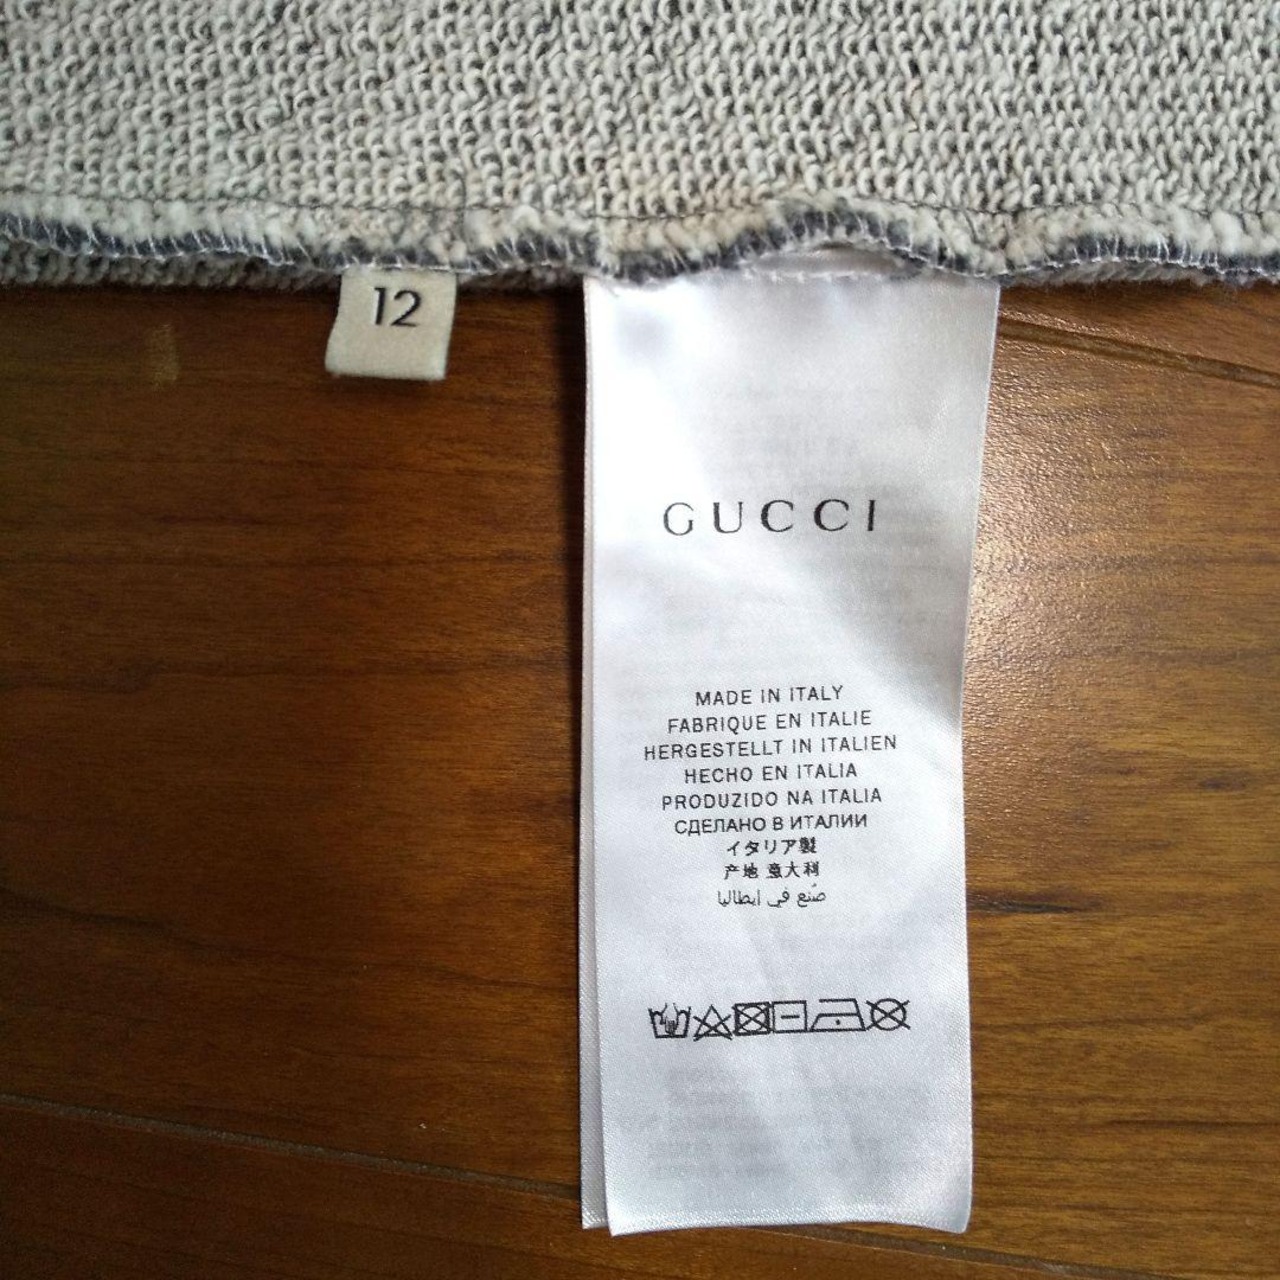 12
GUCCI
MADE IN ITALY
FABRIQUE EN ITALIE
HERGESTELLT IN ITALIEN
HECHO EN ITALIA
PRODUZIDO NA ITALIA
СДЕЛАНО В ИТАЛИИ
イタリア製
产地 意大利
صُنع في ايطاليا